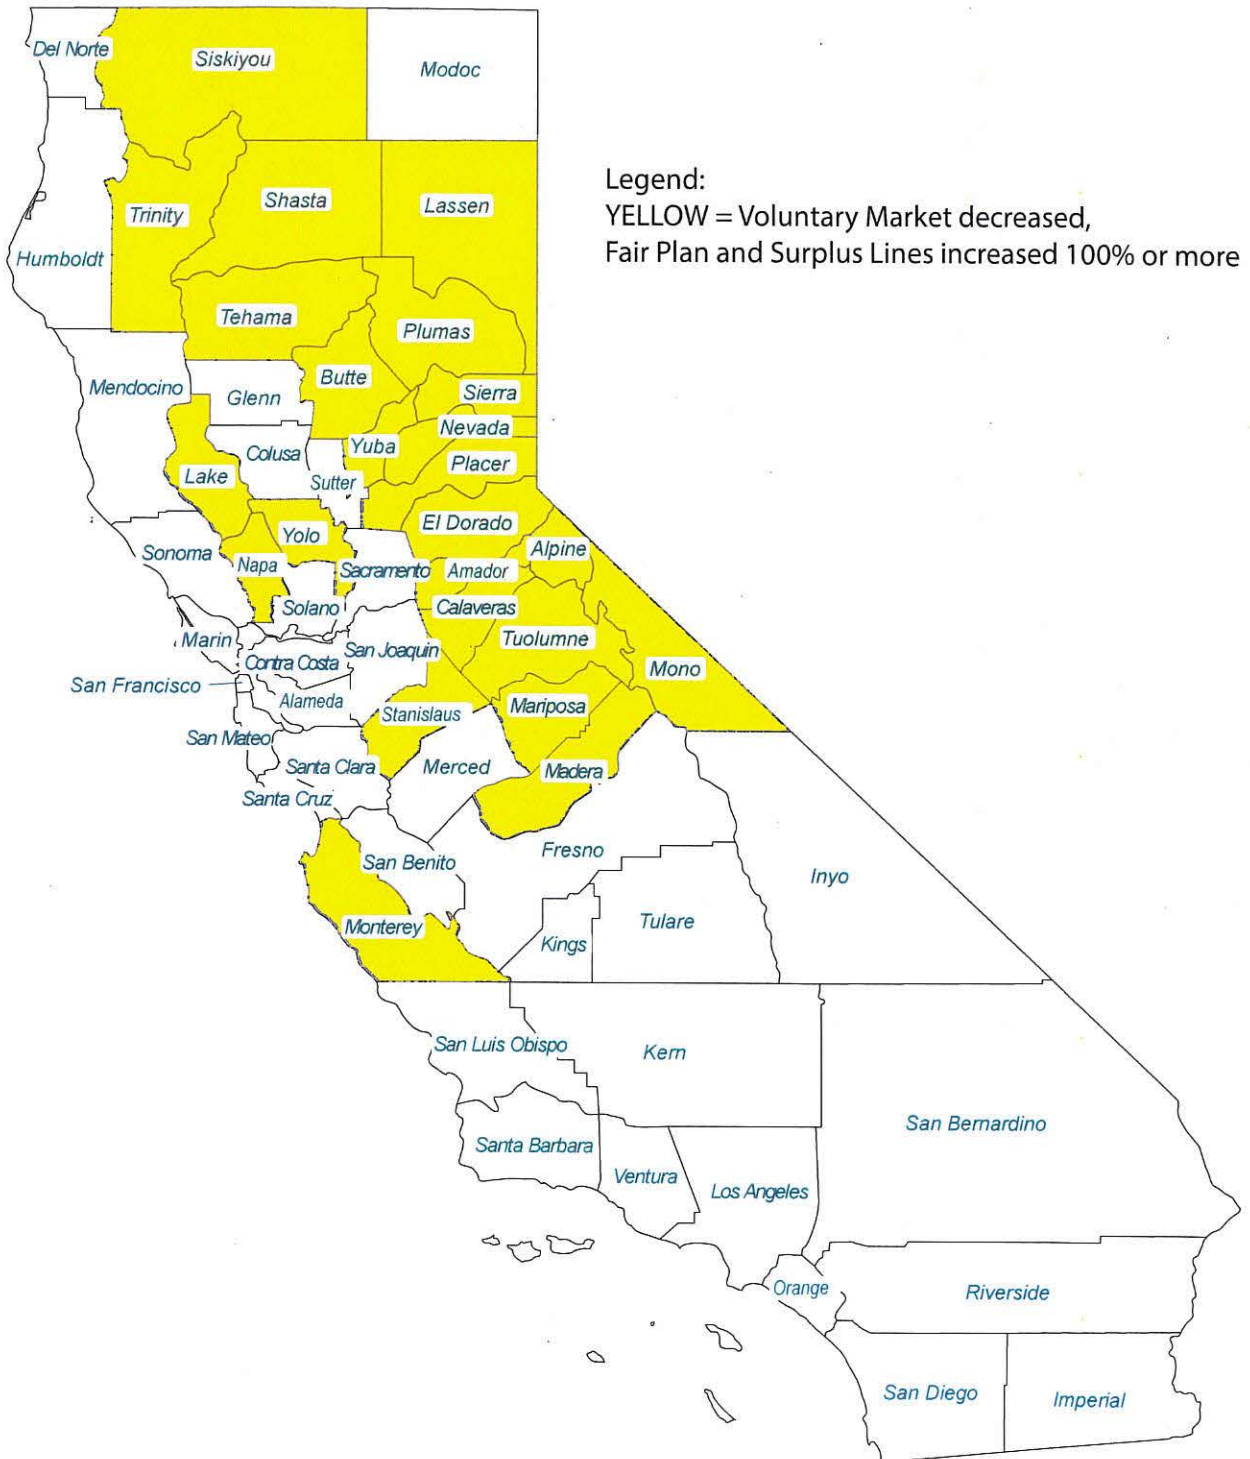 Del Norte
Siskiyou
Modoc
Legend:
YELLOW = Voluntary Market decreased,
Fair Plan and Surplus Lines increased 100% or more
Trinity
Shasta
Lassen
Humboldt
Tehama
Plumas
Mendocino
Glenn
Butte
Sierra
Nevada
Colusa
Yuba
Placer
Lake
Sutter
El Dorado
Yolo
Sonoma
Napa
Sacramento
Amador
Alpine
Solano
Calaveras
Marin
Contra Costa
San Joaquin
Tuolumne
Mono
San Francisco
Alameda
Stanislaus
Mariposa
San Mateo
Santa Clara
Merced
Madera
Santa Cruz
San Benito
Fresno
Inyo
Monterey
Kings
Tulare
San Luis Obispo
Kern
San Bernardino
Santa Barbara
Ventura
Los Angeles
Orange
Riverside
San Diego
Imperial